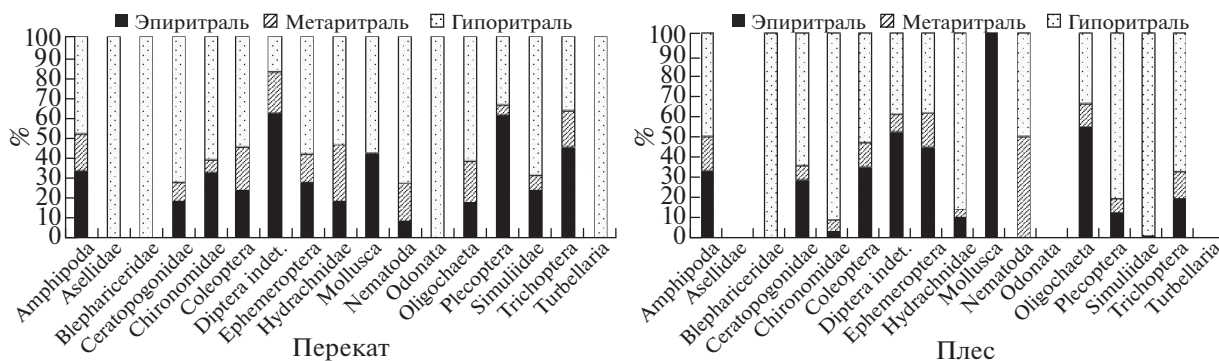 ■ Эпиритраль ▨ Метаритраль ⬚ Гипоритраль
100
90
80
70
60
50
40
30
20
10
0
%
Amphipoda
Asellidae
Blephariceridae
Ceratopogonidae
Chironomidae
Coleoptera
Diptera indet.
Ephemeroptera
Hydrachnidae
Mollusca
Nematoda
Odonata
Oligochaeta
Plecoptera
Simuliidae
Trichoptera
Turbellaria
Перекат
■ Эпиритраль ▨ Метаритраль ⬚ Гипоритраль
100
90
80
70
60
50
40
30
20
10
0
%
Amphipoda
Asellidae
Blephariceridae
Ceratopogonidae
Chironomidae
Coleoptera
Diptera indet.
Ephemeroptera
Hydrachnidae
Mollusca
Nematoda
Odonata
Oligochaeta
Plecoptera
Simuliidae
Trichoptera
Turbellaria
Плес